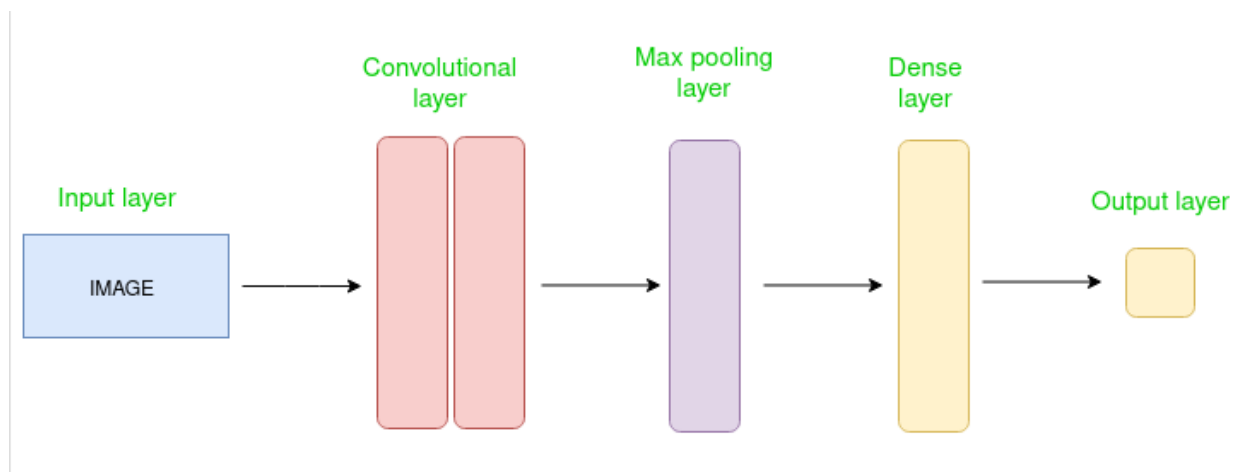 Input layer
IMAGE
Convolutional
layer
Max pooling
layer
Dense
layer
Output layer